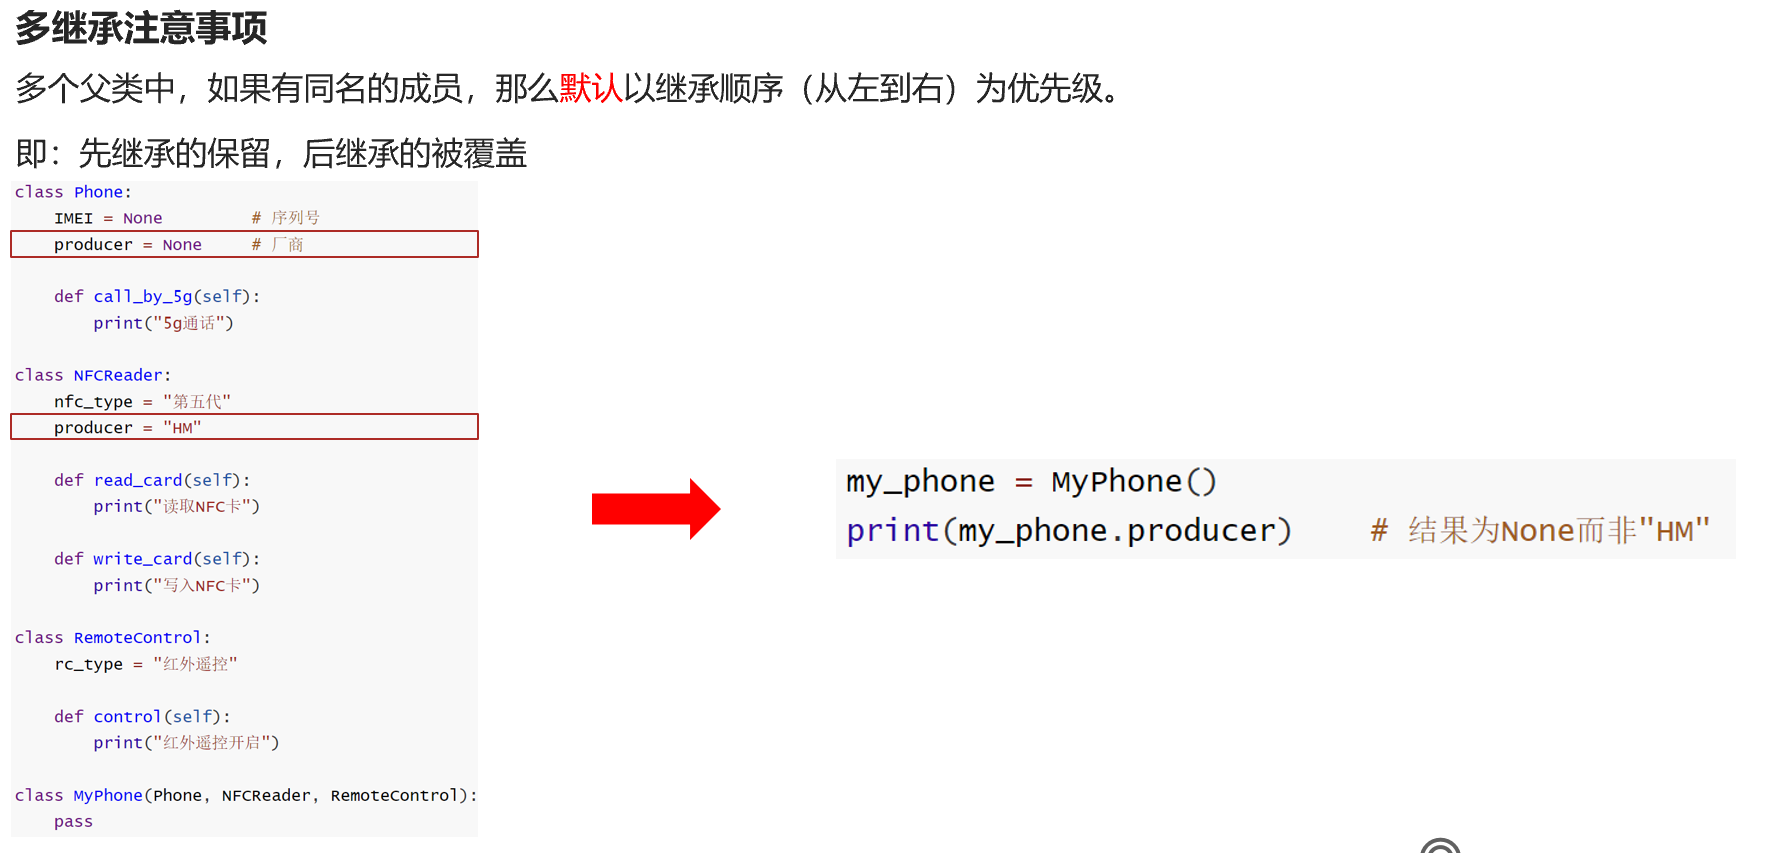 多继承注意事项
多个父类中，如果有同名的成员，那么默认以继承顺序（从左到右）为优先级。
即：先继承的保留，后继承的被覆盖
class Phone:
    IMEI = None         # 序列号
    producer = None     # 厂商
    def call_by_5g(self):
        print("5g通话")
class NFCReader:
    nfc_type = "第五代"
    producer = "HM"
    def read_card(self):
        print("读取NFC卡")
    def write_card(self):
        print("写入NFC卡")
class RemoteControl:
    rc_type = "红外遥控"
    def control(self):
        print("红外遥控开启")
class MyPhone(Phone, NFCReader, RemoteControl):
    pass
my_phone = MyPhone()
print(my_phone.producer)     # 结果为None而非"HM"